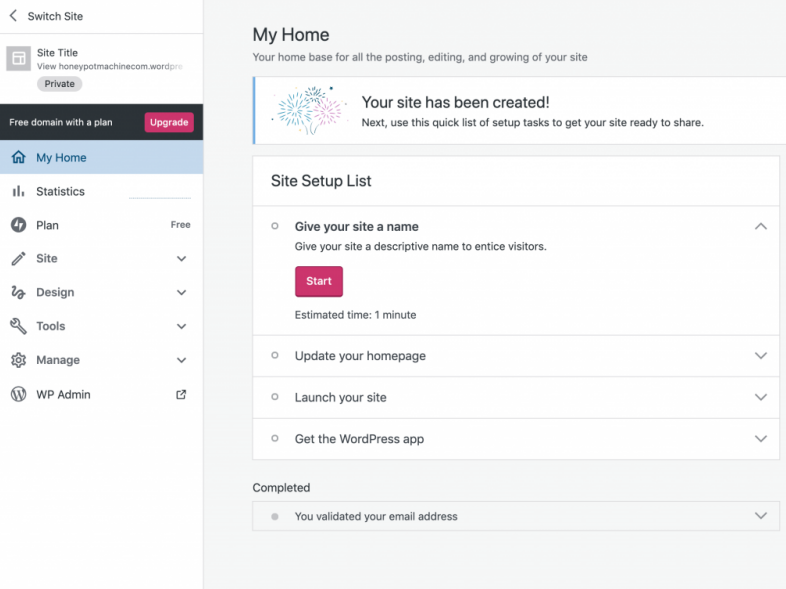 Switch Site
Site Title
View honeypotmachinecom.wordpre
Private
Free domain with a plan
Upgrade
My Home
Statistics
Plan
Free
Site
Design
Tools
Manage
WP Admin
My Home
Your home base for all the posting, editing, and growing of your site
Your site has been created!
Next, use this quick list of setup tasks to get your site ready to share.
Site Setup List
Give your site a name
Give your site a descriptive name to entice visitors.
Start
Estimated time: 1 minute
Update your homepage
Launch your site
Get the WordPress app
Completed
You validated your email address